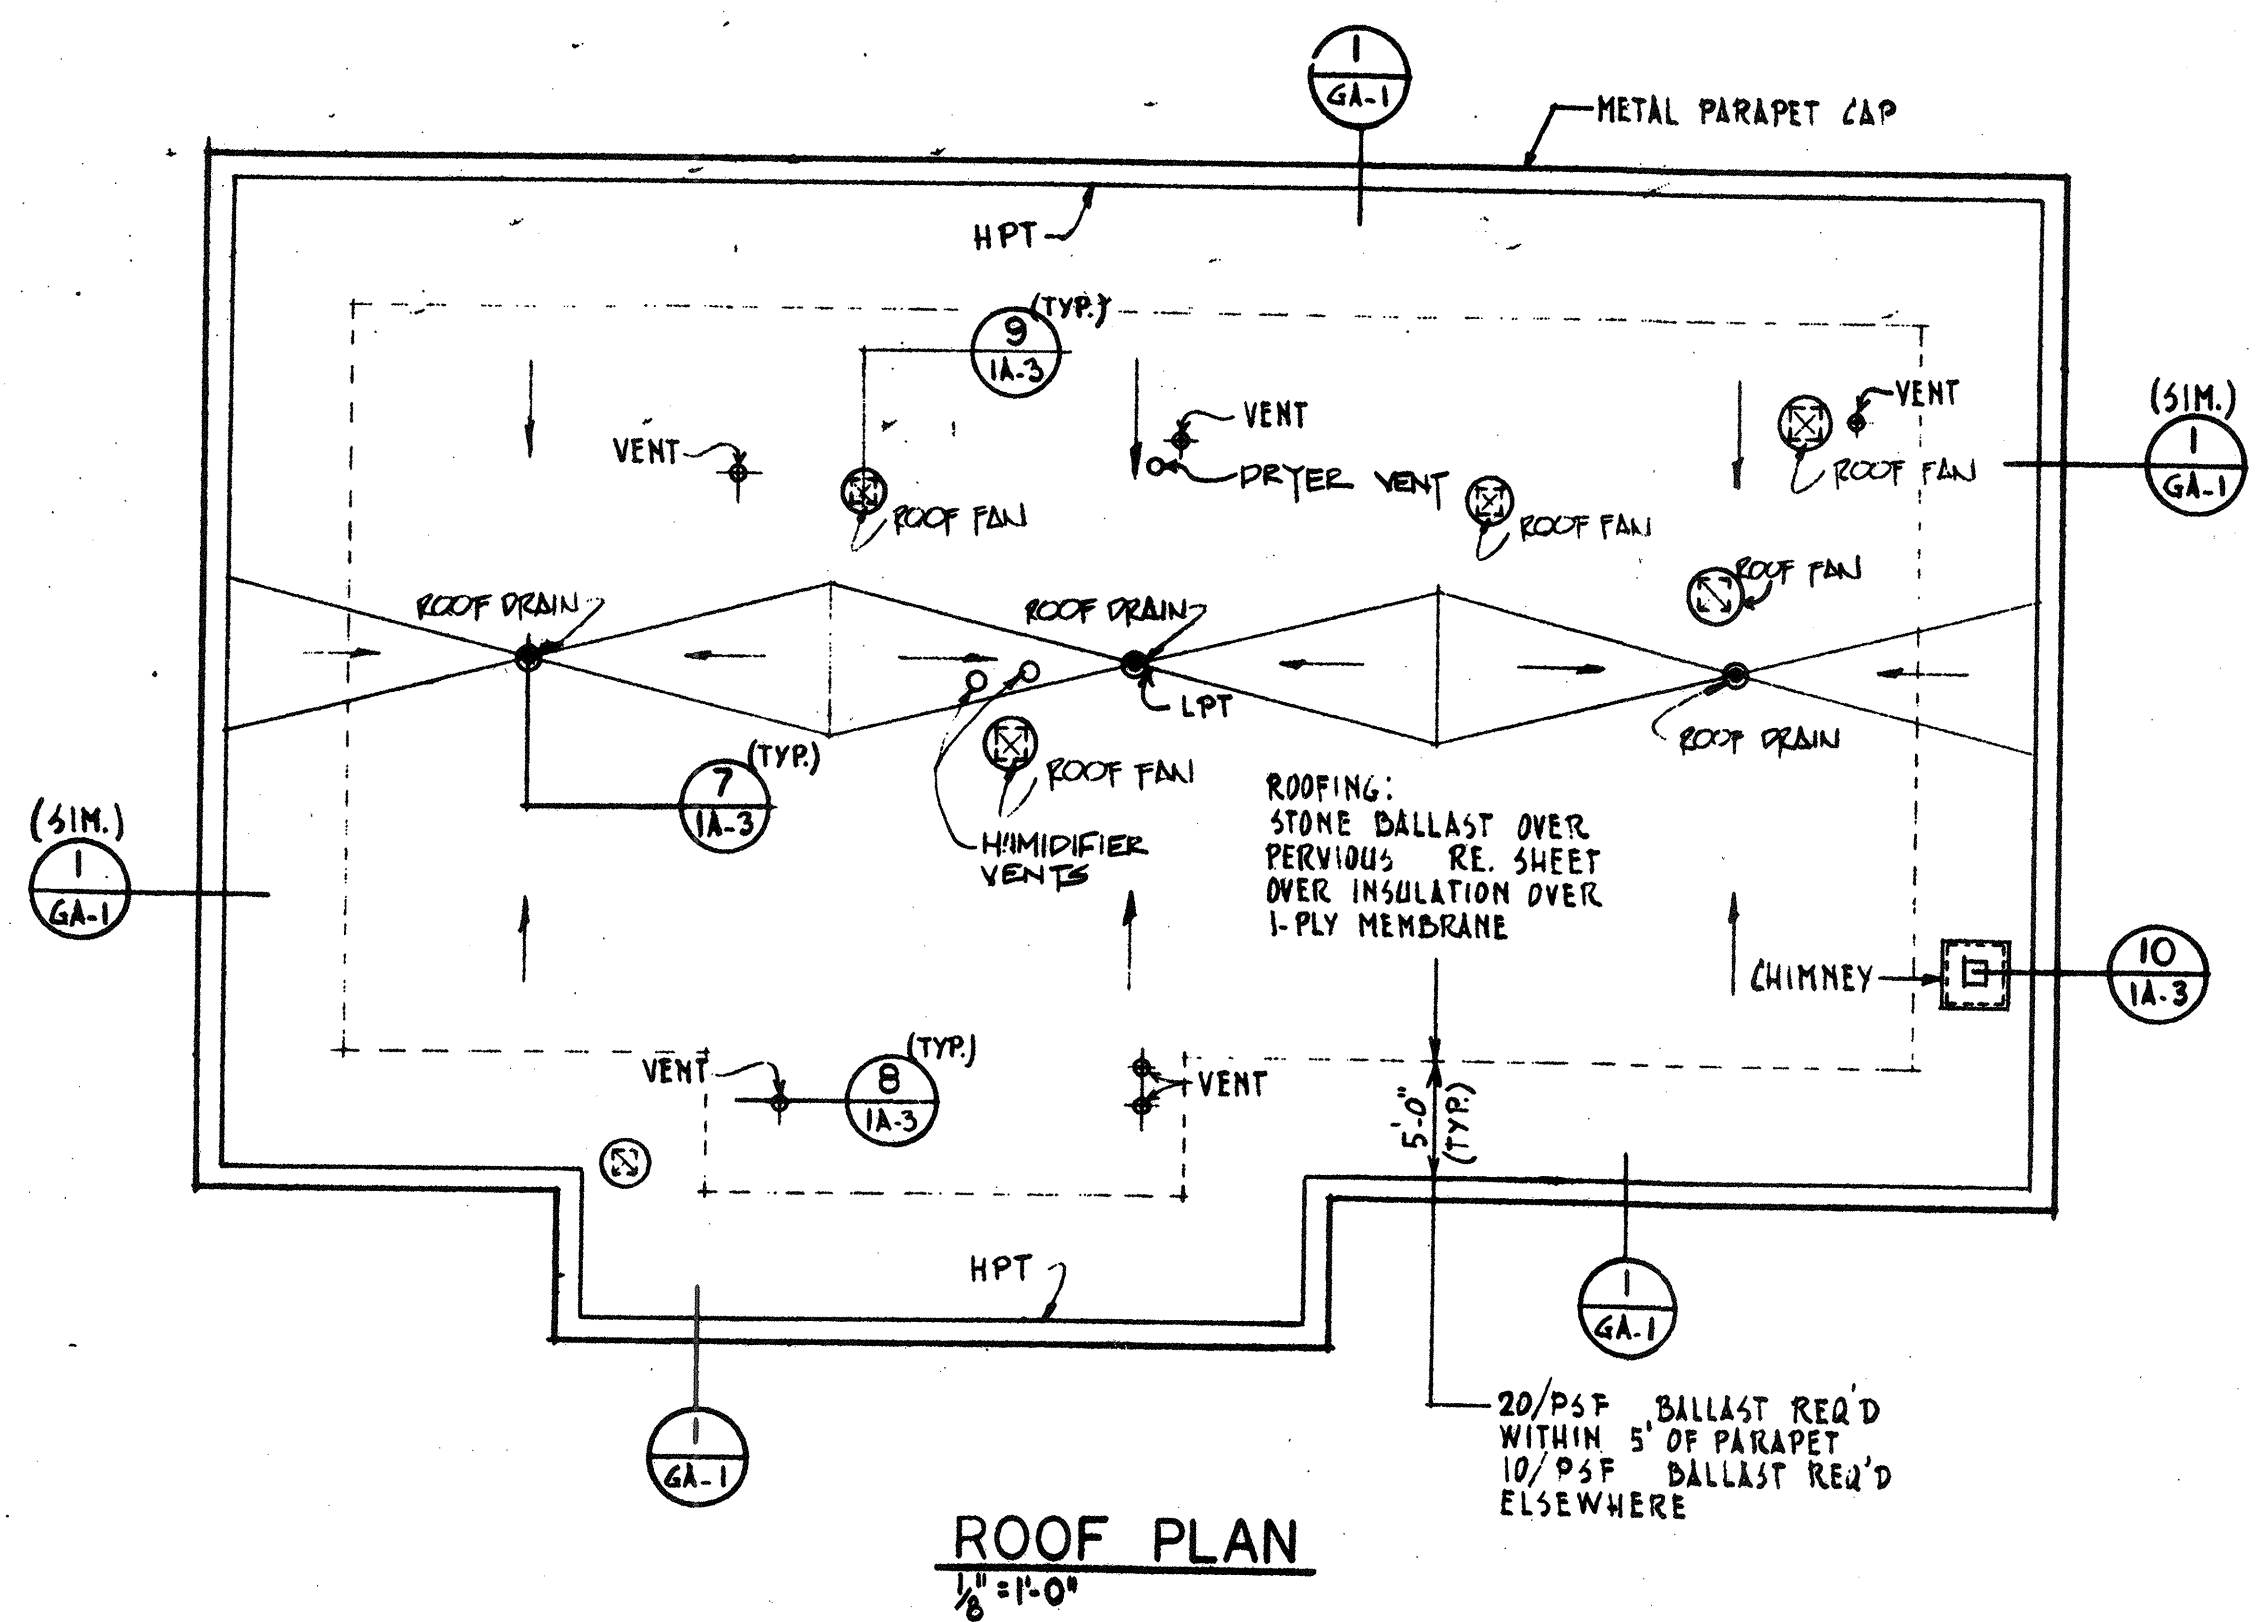 1
GA-1
METAL PARAPET CAP
HPT
(TYP.)
9
1A-3
VENT
VENT
DRYER VENT
ROOF FAN
VENT
ROOF FAN
ROOF FAN
ROOF FAN
(SIM.)
1
GA-1
ROOF DRAIN
ROOF DRAIN
LPT
ROOF DRAIN
(TYP.)
7
1A-3
ROOF FAN
HUMIDIFIER
VENTS
ROOFING:
STONE BALLAST OVER
PERVIOUS RE. SHEET
OVER INSULATION OVER
1-PLY MEMBRANE
(SIM.)
1
GA-1
CHIMNEY
10
1A-3
VENT
(TYP.)
8
1A-3
VENT
5'-0"
(TYP.)
HPT
1
GA-1
1
GA-1
20/PSF BALLAST REQ'D
WITHIN 5' OF PARAPET
10/PSF BALLAST REQ'D
ELSEWHERE
ROOF PLAN
1/8" = 1'-0"